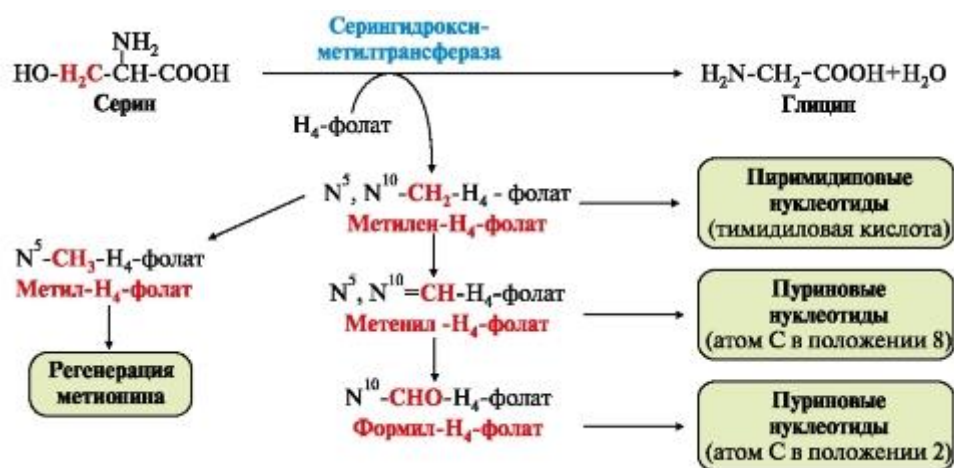 Серингидрокси-
метилтрансфераза
NH₂
HO-H₂C-CH-COOH
Серин
H₂N-CH₂-COOH+H₂O
Глицин
H₄-фолат
N⁵, N¹⁰-CH₂-H₄ - фолат
Метилен-H₄-фолат
Пиримидиповые
нуклеотиды
(тимидиловая кислота)
N⁵-CH₃-H₄-фолат
Метил-H₄-фолат
N⁵, N¹⁰=CH-H₄-фолат
Метенил -H₄-фолат
Пуриновые
нуклеотиды
(атом С в положении 8)
Регенерация
метионина
N¹⁰-CHO-H₄-фолат
Формил-H₄-фолат
Пуриновые
нуклеотиды
(атом С в положении 2)